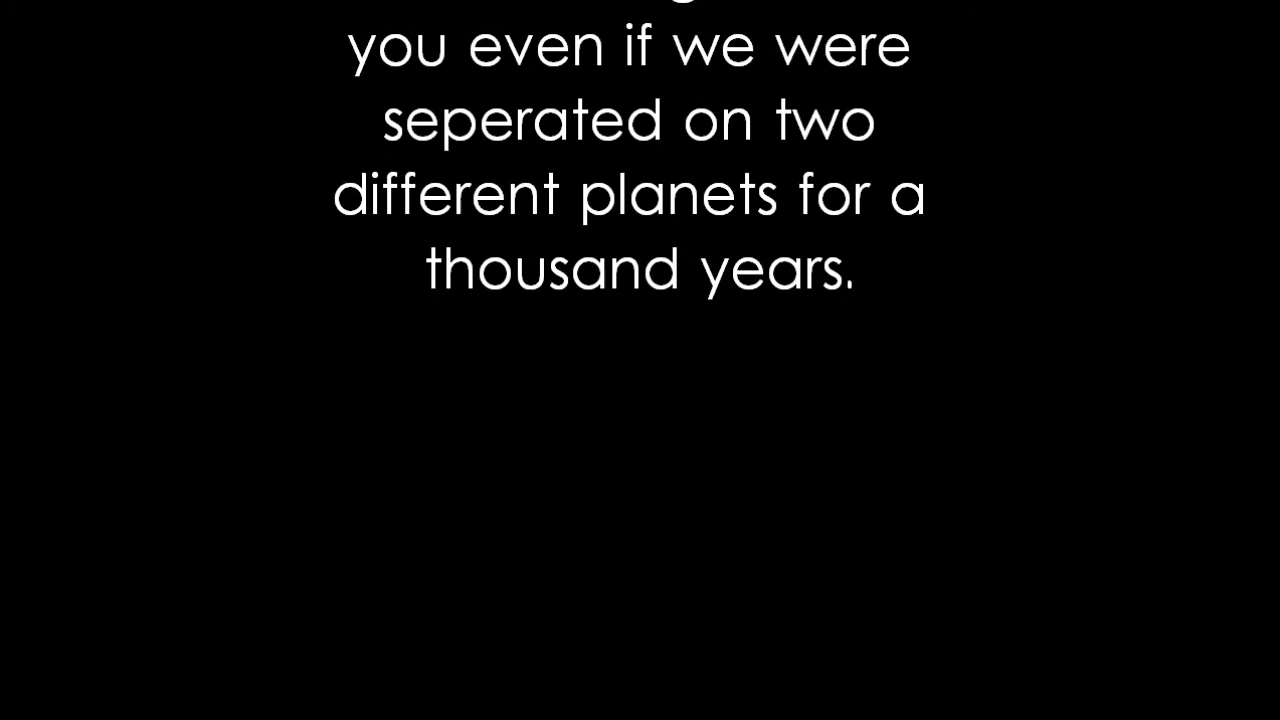 you even if we were
seperated on two
different planets for a
thousand years.